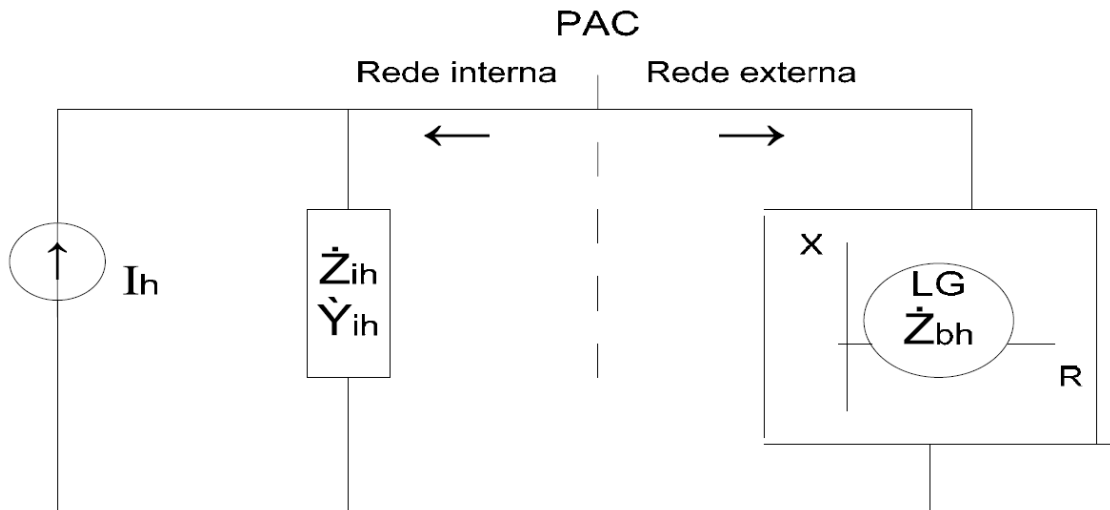 PAC
Rede interna
Rede externa
Ih
Żih
Ẏih
X
LG
Żbh
R